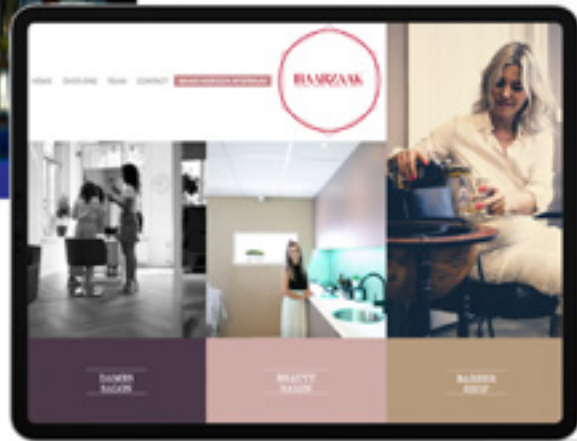 HOME OVER ONS TEAM CONTACT
HAARZAAK
DAMES
SALON
BEAUTY
SALON
BARBER
SHOP